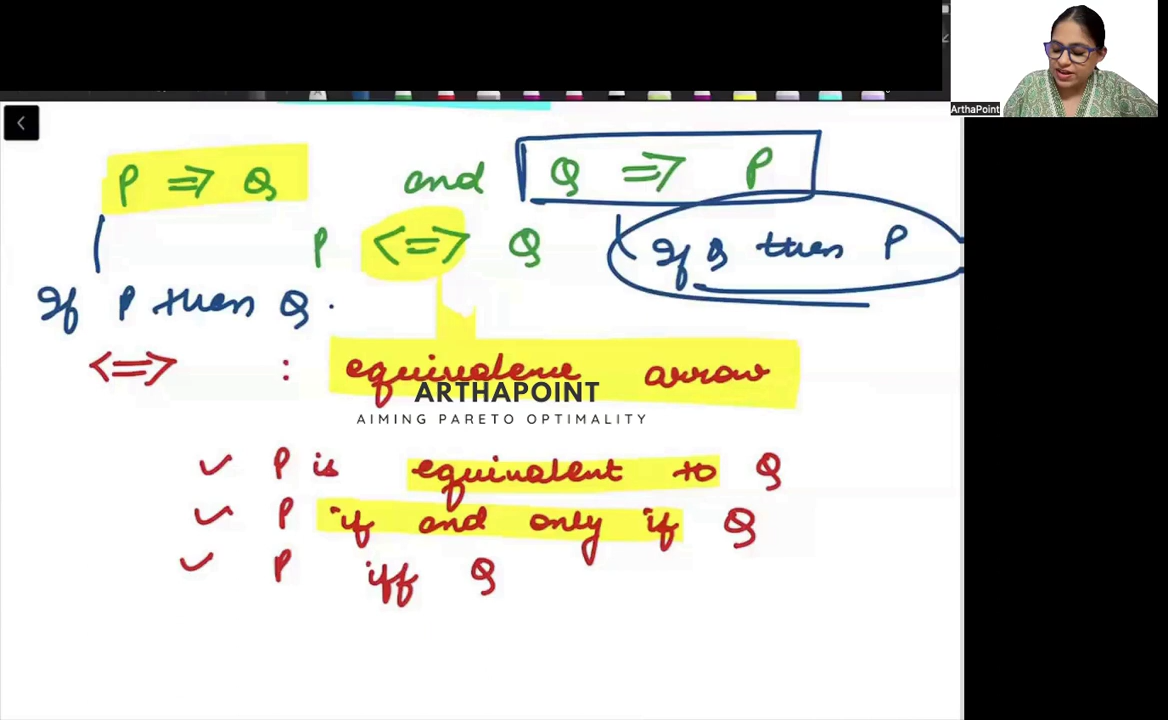 ArthaPoint
P => Q and Q => P
P <=> Q If Q then P
If P then Q .
<=> : equivalence arrow
ARTHAPOINT
AIMING PARETO OPTIMALITY
✓ P is equivalent to Q
✓ P if and only if Q
✓ P iff Q